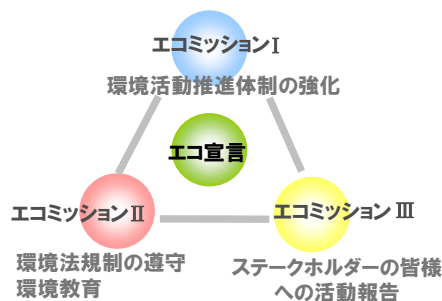 エコミッションⅠ
環境活動推進体制の強化
エコ宣言
エコミッションⅡ
環境法規制の遵守
環境教育
エコミッションⅢ
ステークホルダーの皆様
への活動報告